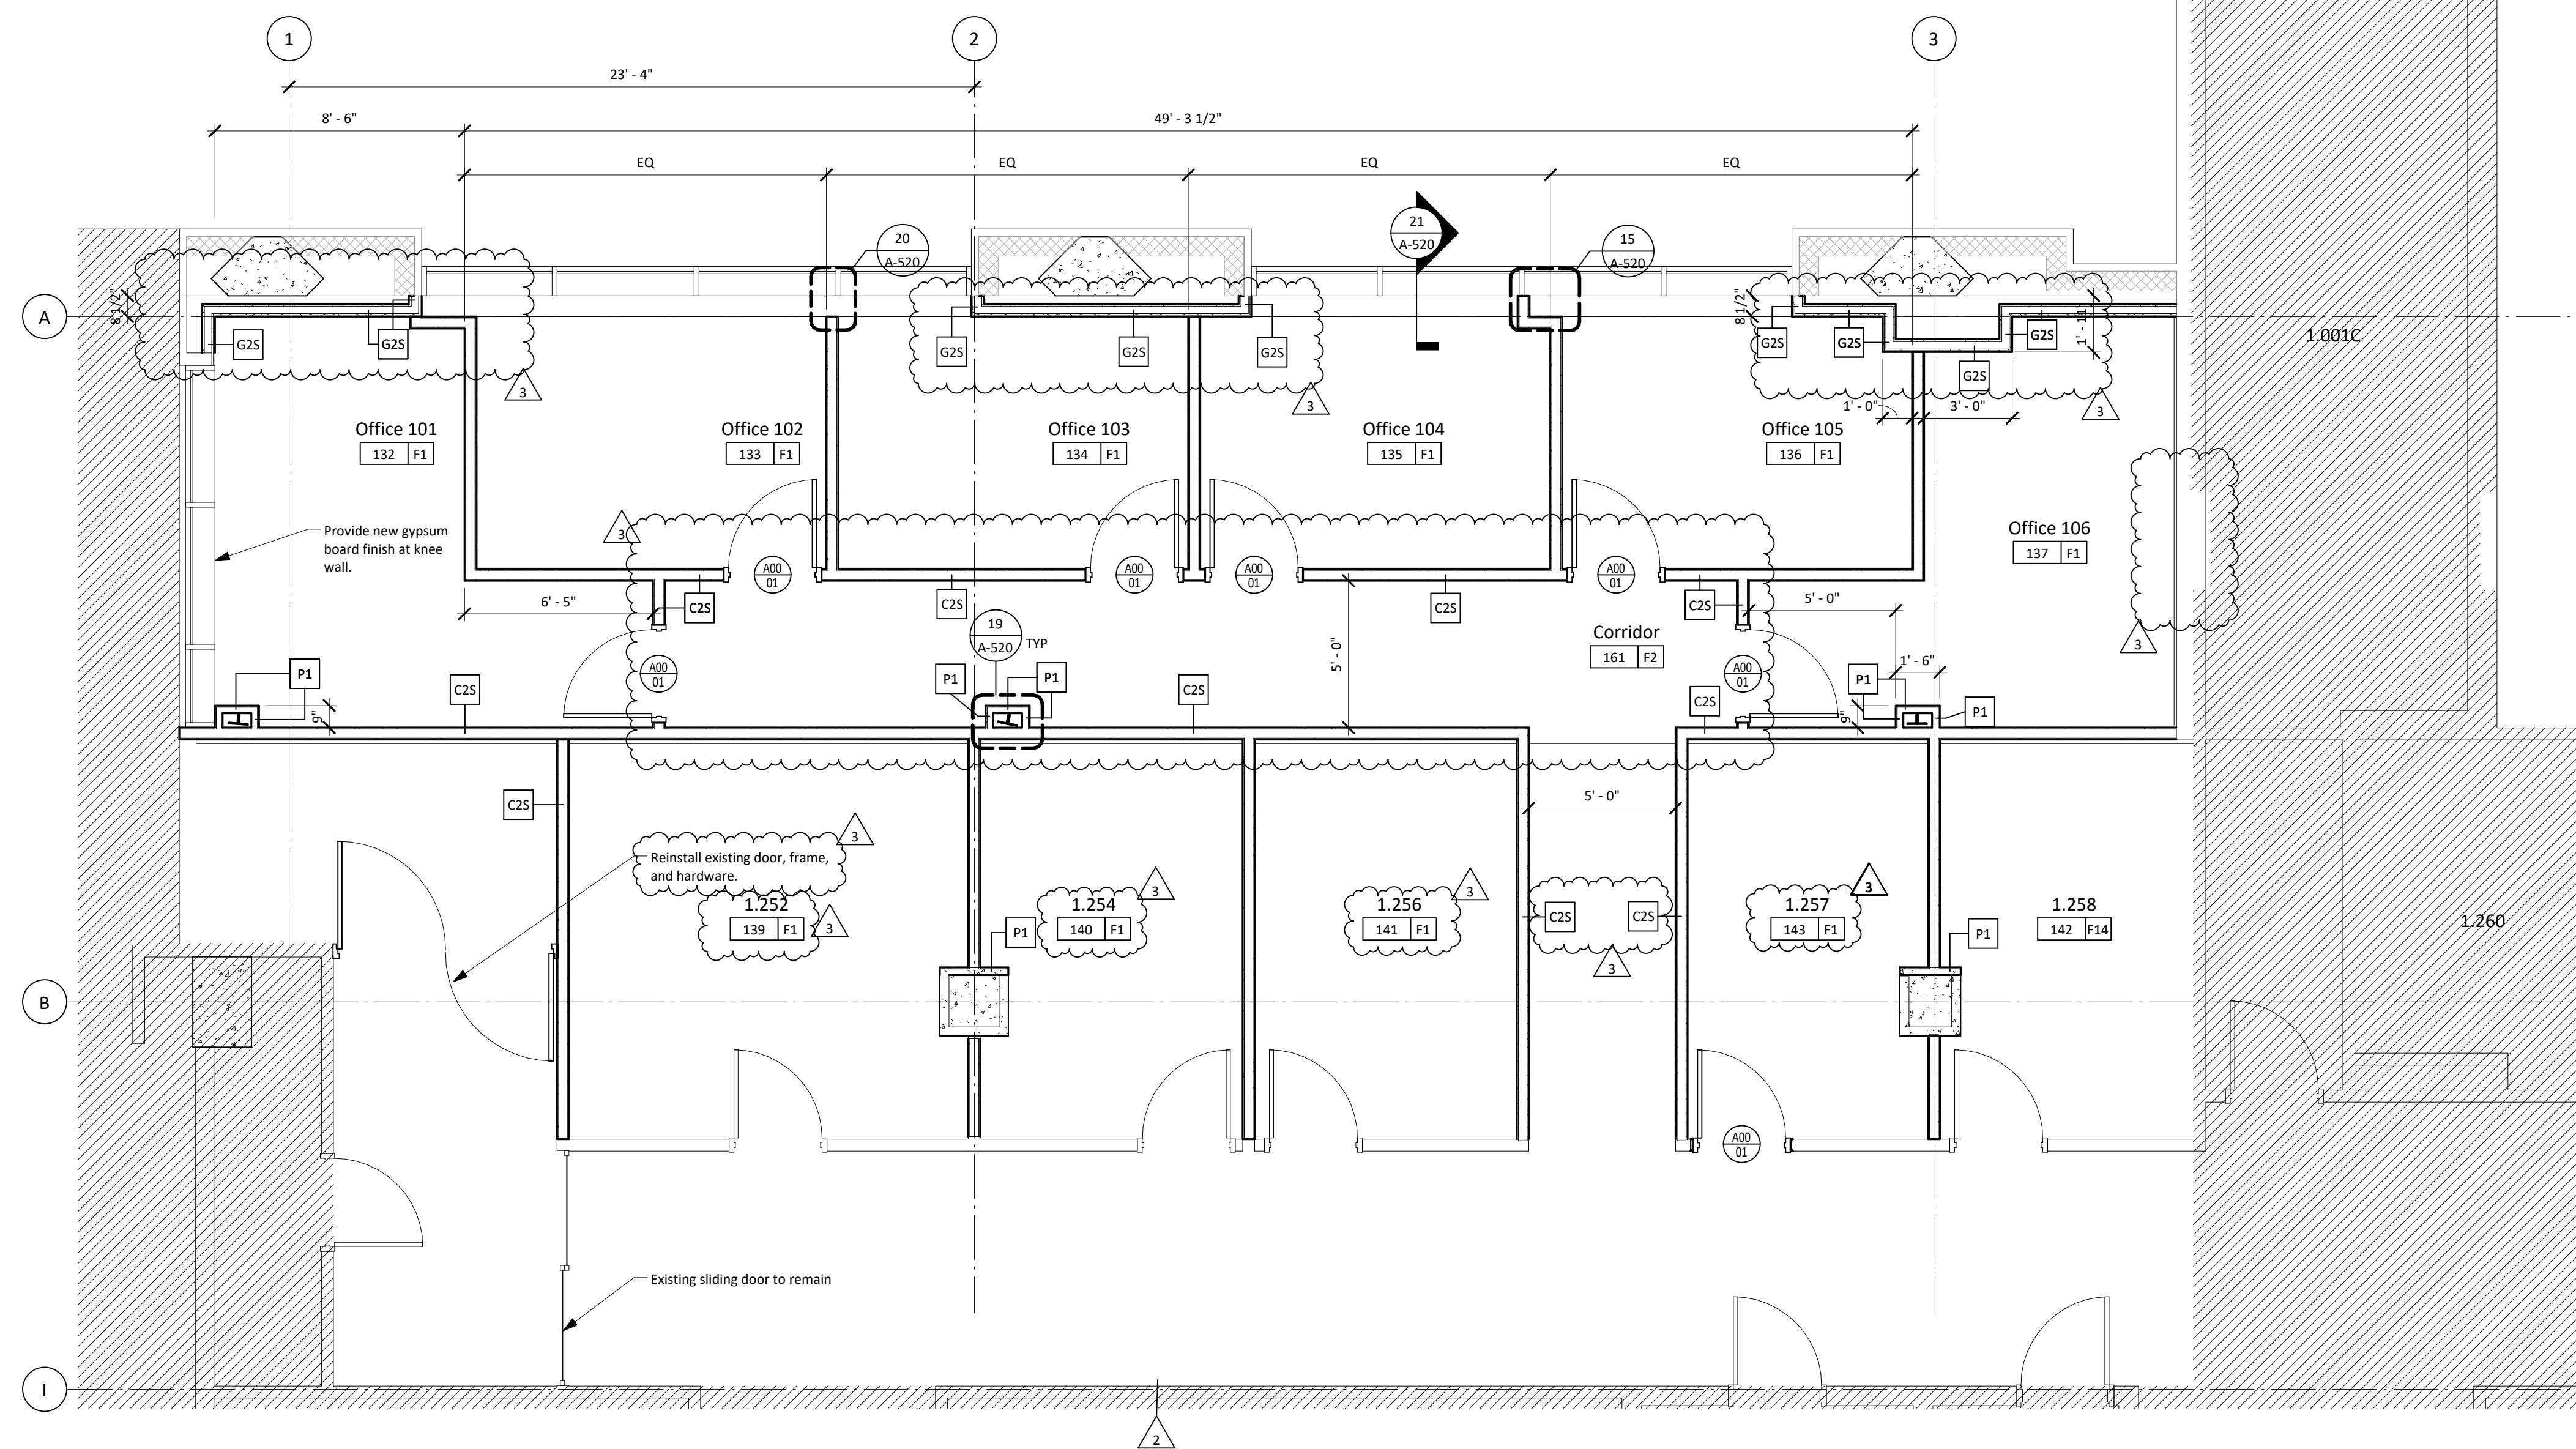 1
2
3
23' - 4"
8' - 6"
49' - 3 1/2"
EQ
EQ
EQ
EQ
20
A-520
21
A-520
15
A-520
A
8 1/2"
8 1/2"
1' - 11"
1.001C
G2S
G2S
G2S
G2S
G2S
G2S
G2S
G2S
G2S
3
3
3
1' - 0"
3' - 0"
Office 101
132 F1
Office 102
133 F1
Office 103
134 F1
Office 104
135 F1
Office 105
136 F1
Office 106
137 F1
Provide new gypsum
board finish at knee
wall.
3
A00
01
A00
01
A00
01
A00
01
6' - 5"
C2S
C2S
C2S
C2S
5' - 0"
19
A-520
TYP
5' - 0"
Corridor
161 F2
3
P1
C2S
A00
01
P1
P1
C2S
C2S
A00
01
P1
1' - 6"
P1
9"
9"
C2S
5' - 0"
3
Reinstall existing door, frame,
and hardware.
1.252
139 F1
3
1.254
140 F1
3
P1
1.256
141 F1
3
C2S
C2S
3
1.257
143 F1
3
1.258
142 F14
P1
1.260
B
A00
01
Existing sliding door to remain
I
2